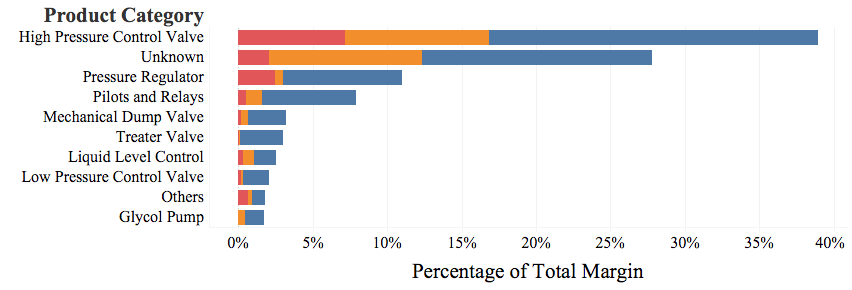 Product Category
High Pressure Control Valve
Unknown
Pressure Regulator
Pilots and Relays
Mechanical Dump Valve
Treater Valve
Liquid Level Control
Low Pressure Control Valve
Others
Glycol Pump
0% 5% 10% 15% 20% 25% 30% 35% 40%
Percentage of Total Margin